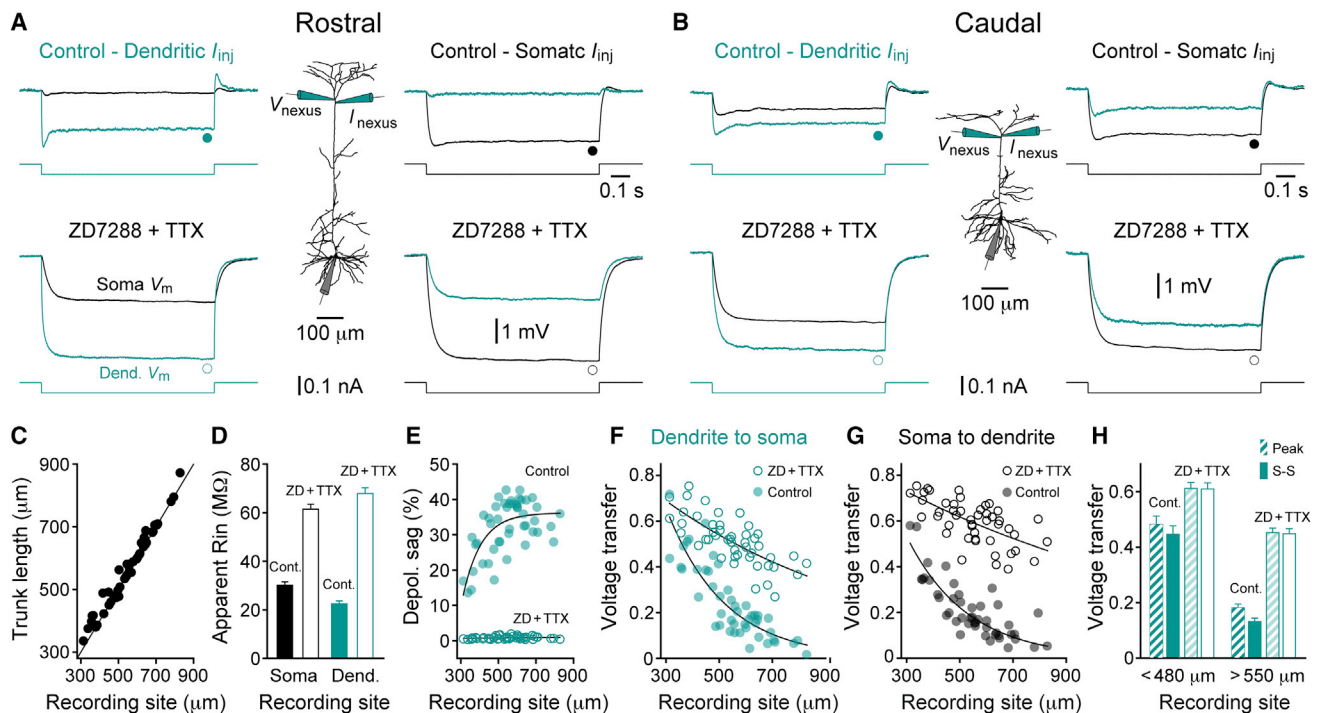 A
Rostral
Control - Dendritic Iinj
Control - Somatc Iinj
Vnexus
Inexus
0.1 s
ZD7288 + TTX
ZD7288 + TTX
Soma Vm
Dend. Vm
100 μm
1 mV
0.1 nA
B
Caudal
Control - Dendritic Iinj
Control - Somatc Iinj
Vnexus
Inexus
0.1 s
ZD7288 + TTX
ZD7288 + TTX
100 μm
1 mV
0.1 nA
C
Trunk length (μm)
900
700
500
300
300 500 700 900
Recording site (μm)
D
Apparent Rin (MΩ)
80
60
40
20
0
Cont.
ZD+TTX
Cont.
ZD+TTX
Soma Dend.
Recording site
E
Depol. sag (%)
50
40
30
20
10
0
Control
ZD+TTX
300 500 700 900
Recording site (μm)
F
Dendrite to soma
Voltage transfer
0.8
0.6
0.4
0.2
0
ZD+TTX
Control
300 500 700 900
Recording site (μm)
G
Soma to dendrite
Voltage transfer
0.8
0.6
0.4
0.2
0
ZD+TTX
Control
300 500 700 900
Recording site (μm)
H
Voltage transfer
0.8
0.4
0
Peak
S-S
Cont.
ZD+TTX
Cont.
ZD+TTX
<480 μm >550 μm
Recording site